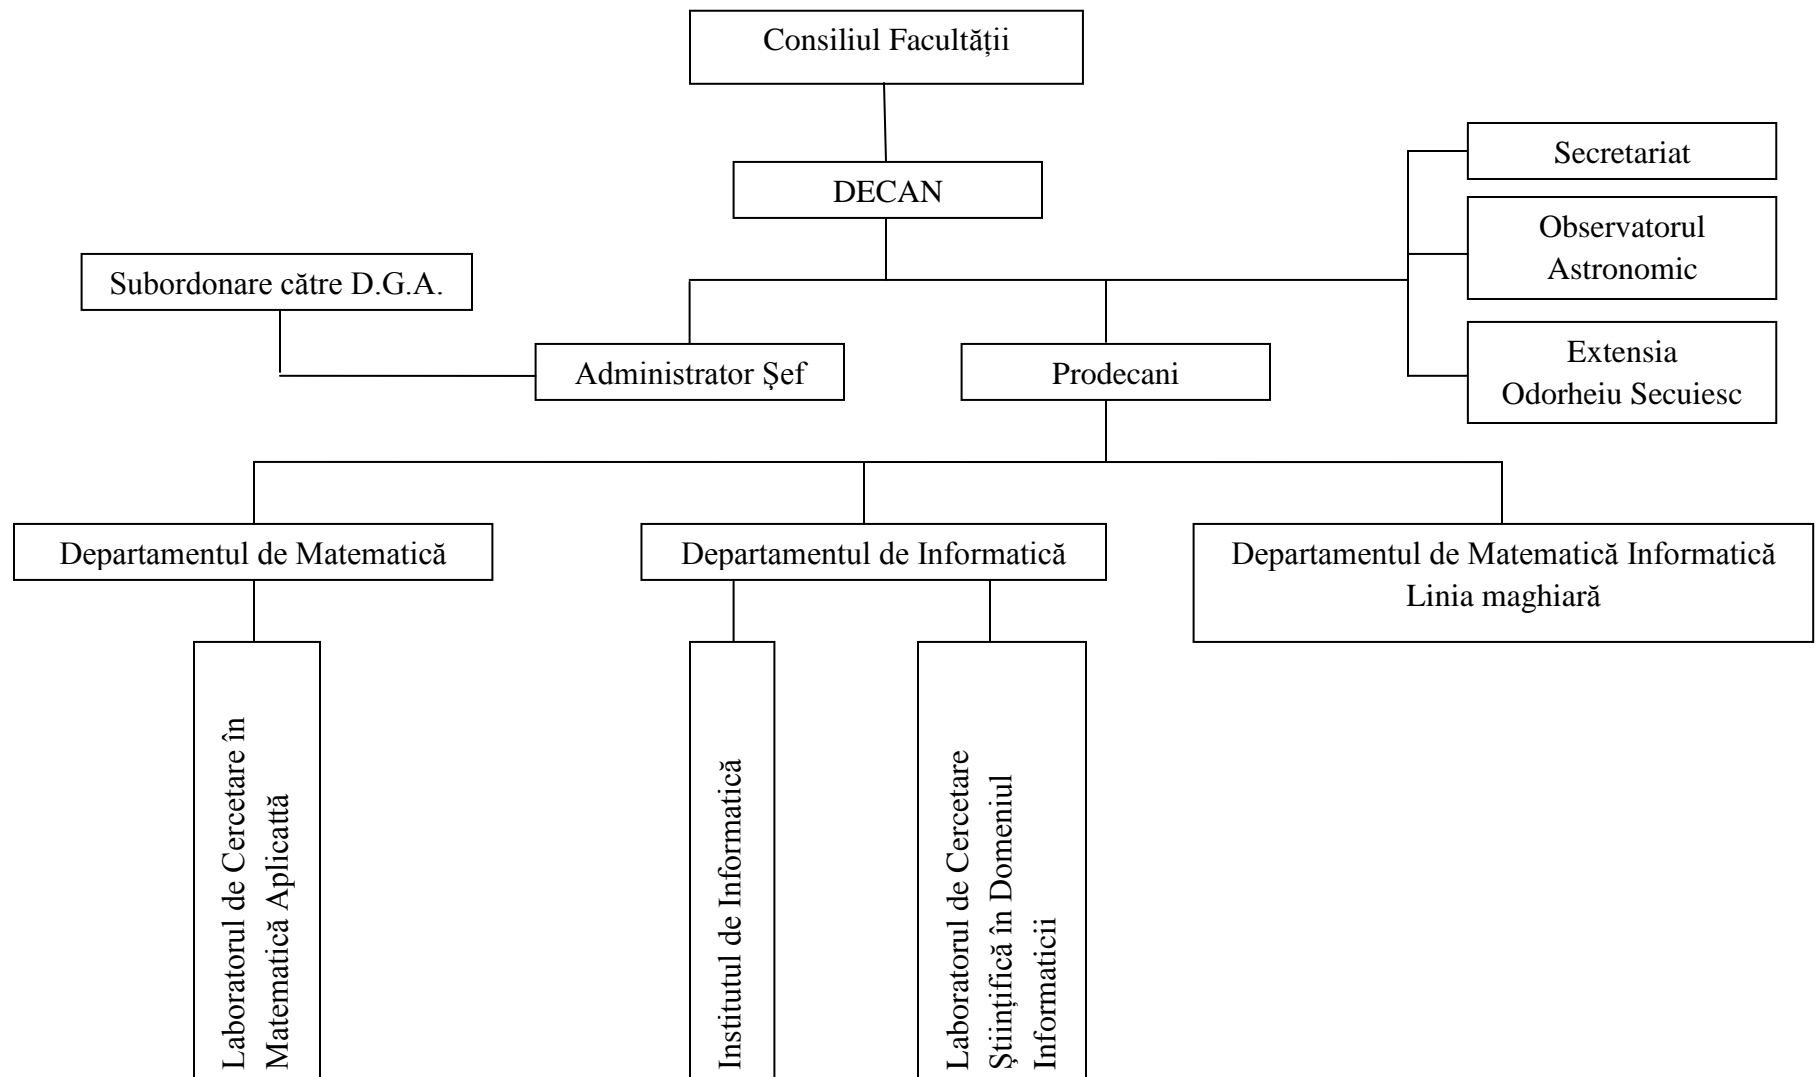 Consiliul Facultății
DECAN
Secretariat
Observatorul
Astronomic
Extensia
Odorheiu Secuiesc
Subordonare către D.G.A.
Administrator Șef
Prodecani
Departamentul de Matematică
Departamentul de Informatică
Departamentul de Matematică Informatică
Linia maghiară
Laboratorul de Cercetare în
Matematică Aplicattă
Institutul de Informatică
Laboratorul de Cercetare
Științifică în Domeniul
Informaticii